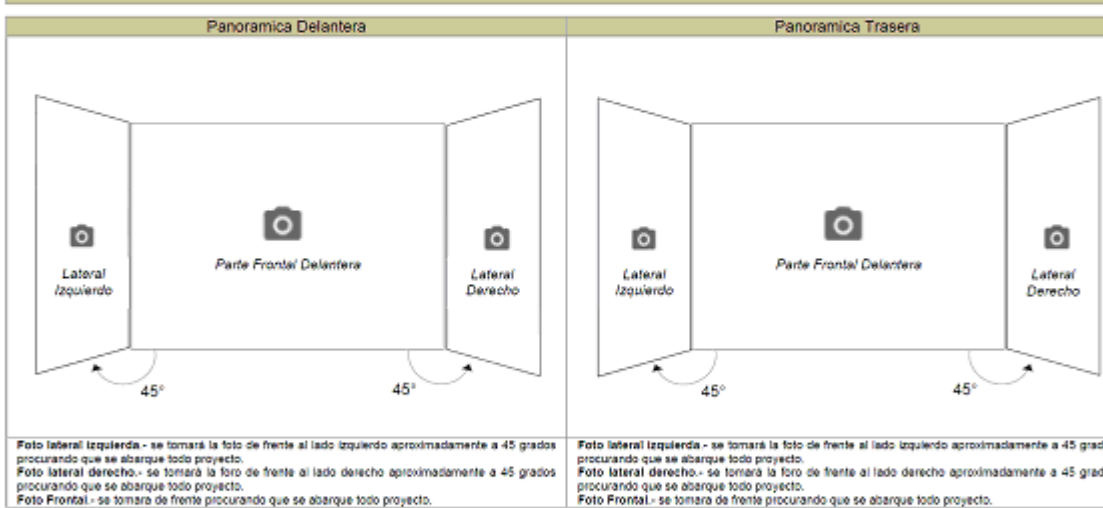 Panoramica Delantera
Panoramica Trasera
Lateral
Izquierdo
Parte Frontal Delantera
Lateral
Derecho
45°
45°
Lateral
Izquierdo
Parte Frontal Delantera
Lateral
Derecho
45°
45°
Foto lateral izquierda.- se tomará la foto de frente al lado izquierdo aproximadamente a 45 grados
procurando que se abarque todo proyecto.
Foto lateral derecho.- se tomará la foro de frente al lado derecho aproximadamente a 45 grados
procurando que se abarque todo proyecto.
Foto Frontal.- se tomara de frente procurando que se abarque todo proyecto.
Foto lateral izquierda.- se tomará la foto de frente al lado izquierdo aproximadamente a 45 grad
procurando que se abarque todo proyecto.
Foto lateral derecho.- se tomará la foro de frente al lado derecho aproximadamente a 45 grad
procurando que se abarque todo proyecto.
Foto Frontal.- se tomara de frente procurando que se abarque todo proyecto.